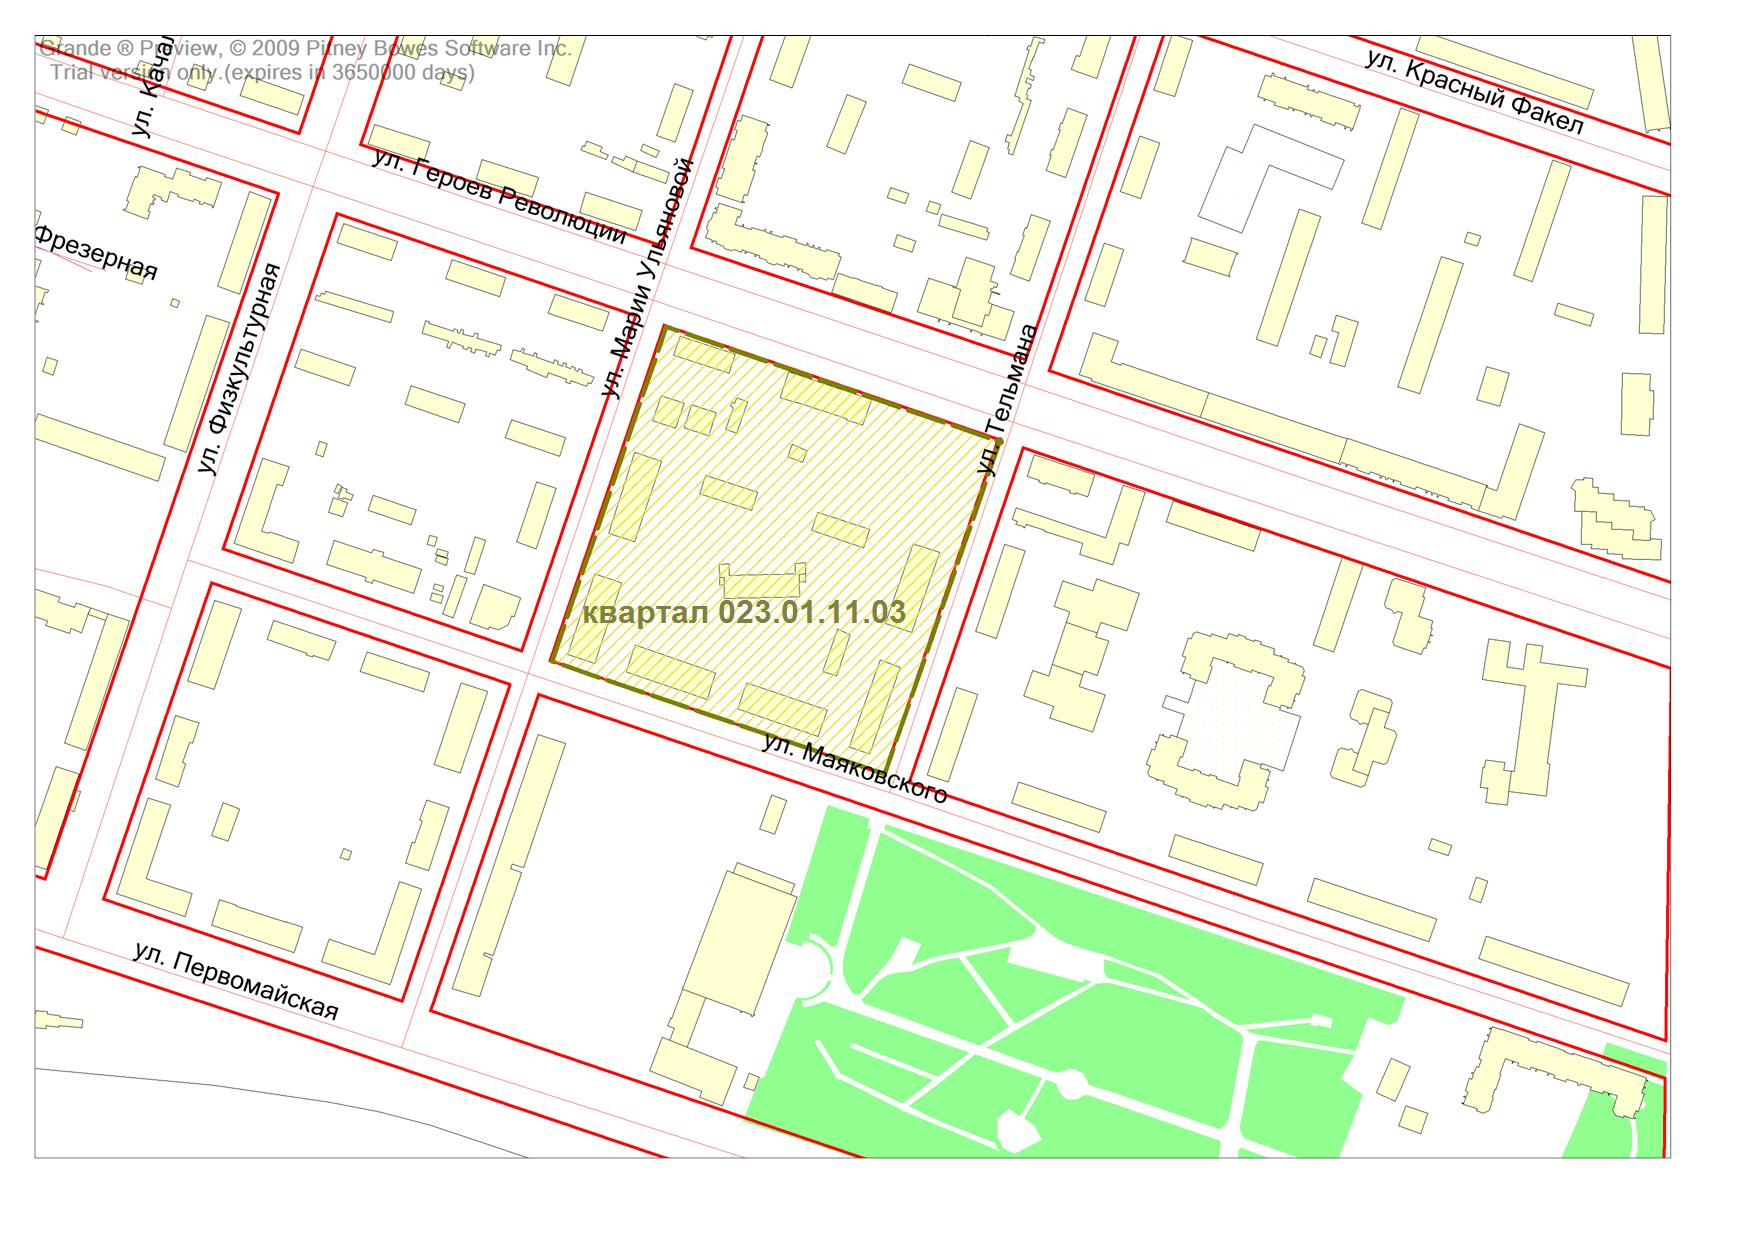 Grande ® Preview, © 2009 Pitney Bowes Software Inc.
Trial version only.(expires in 3650000 days)
ул. Красный Факел
ул. Героев Революции
ул. Марии Ульяновой
Фрезерная
ул. Физкультурная
ул. Тельмана
квартал 023.01.11.03
ул. Маяковского
ул. Первомайская